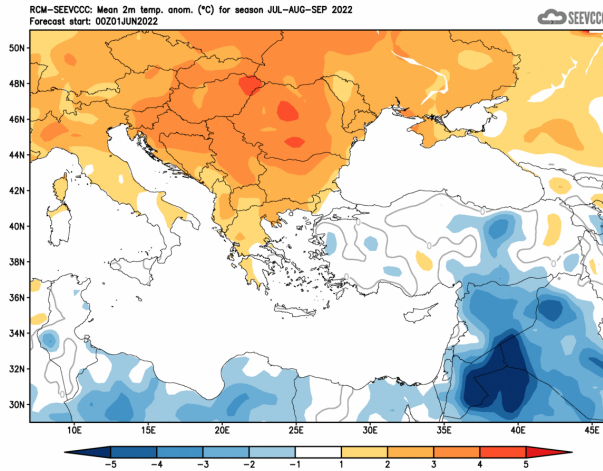 RCM-SEEVCCC: Mean 2m temp. anom. (°C) for season JUL-AUG-SEP 2022
Forecast start: 00Z01JUN2022
SEEVCCC
50N
48N
46N
44N
42N
40N
38N
36N
34N
32N
30N
10E 15E 20E 25E 30E 35E 40E 45E
−5 −4 −3 −2 −1 1 2 3 4 5